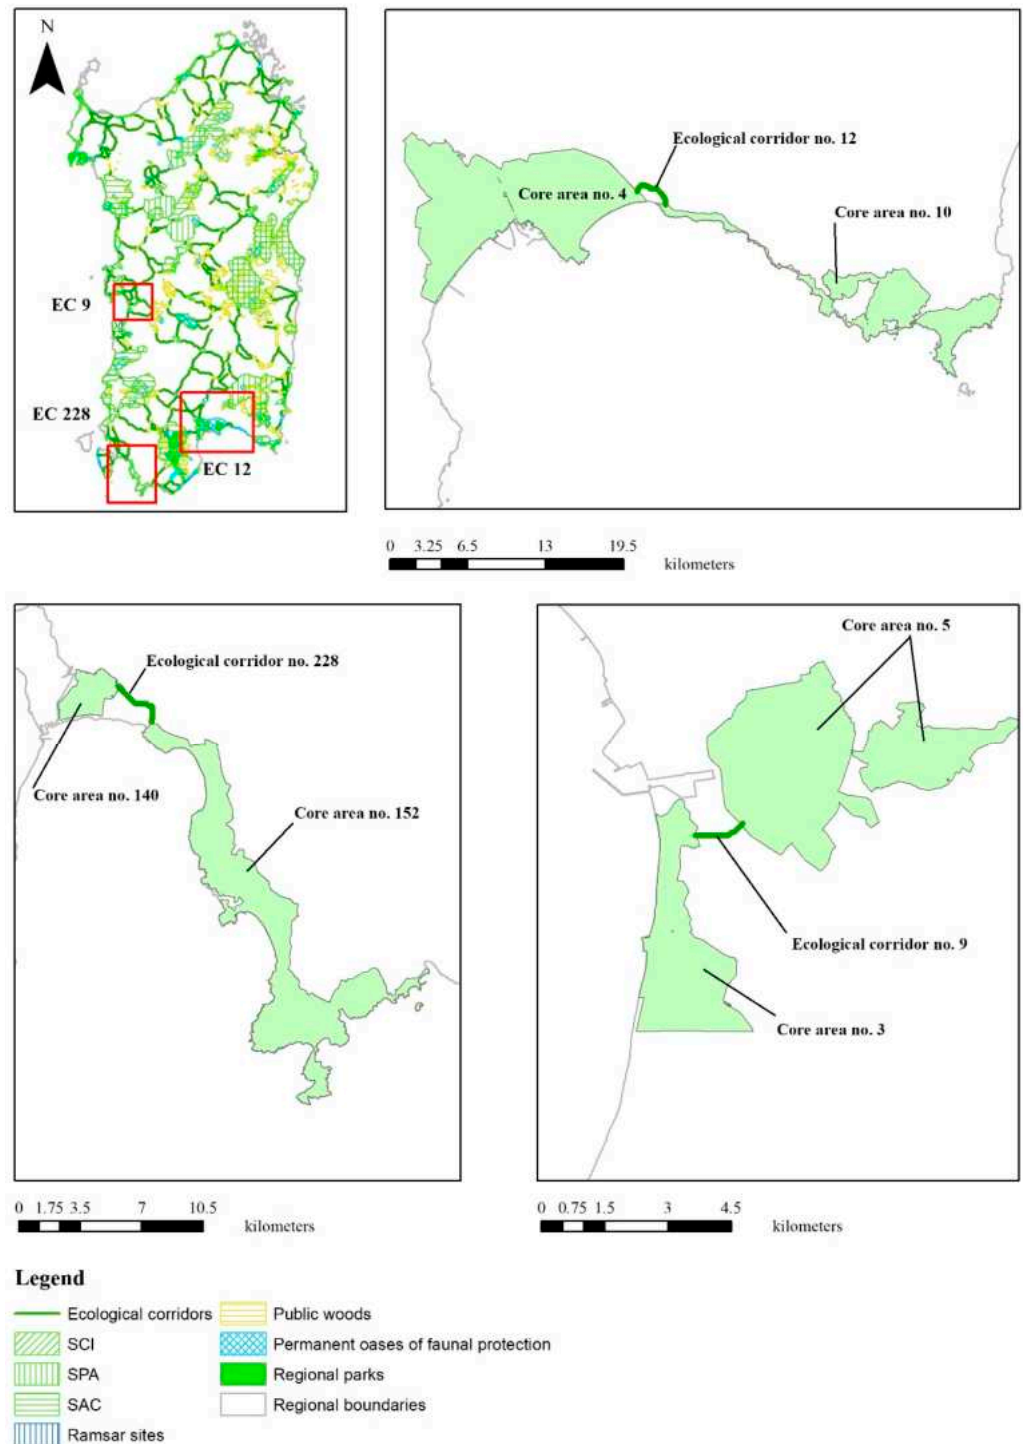 N
EC 9
EC 228
EC 12
Ecological corridor no. 12
Core area no. 4
Core area no. 10
0 3.25 6.5 13 19.5
kilometers
Ecological corridor no. 228
Core area no. 140
Core area no. 152
0 1.75 3.5 7 10.5
kilometers
Core area no. 5
Ecological corridor no. 9
Core area no. 3
0 0.75 1.5 3 4.5
kilometers
Legend
Ecological corridors
SCI
SPA
SAC
Ramsar sites
Public woods
Permanent oases of faunal protection
Regional parks
Regional boundaries